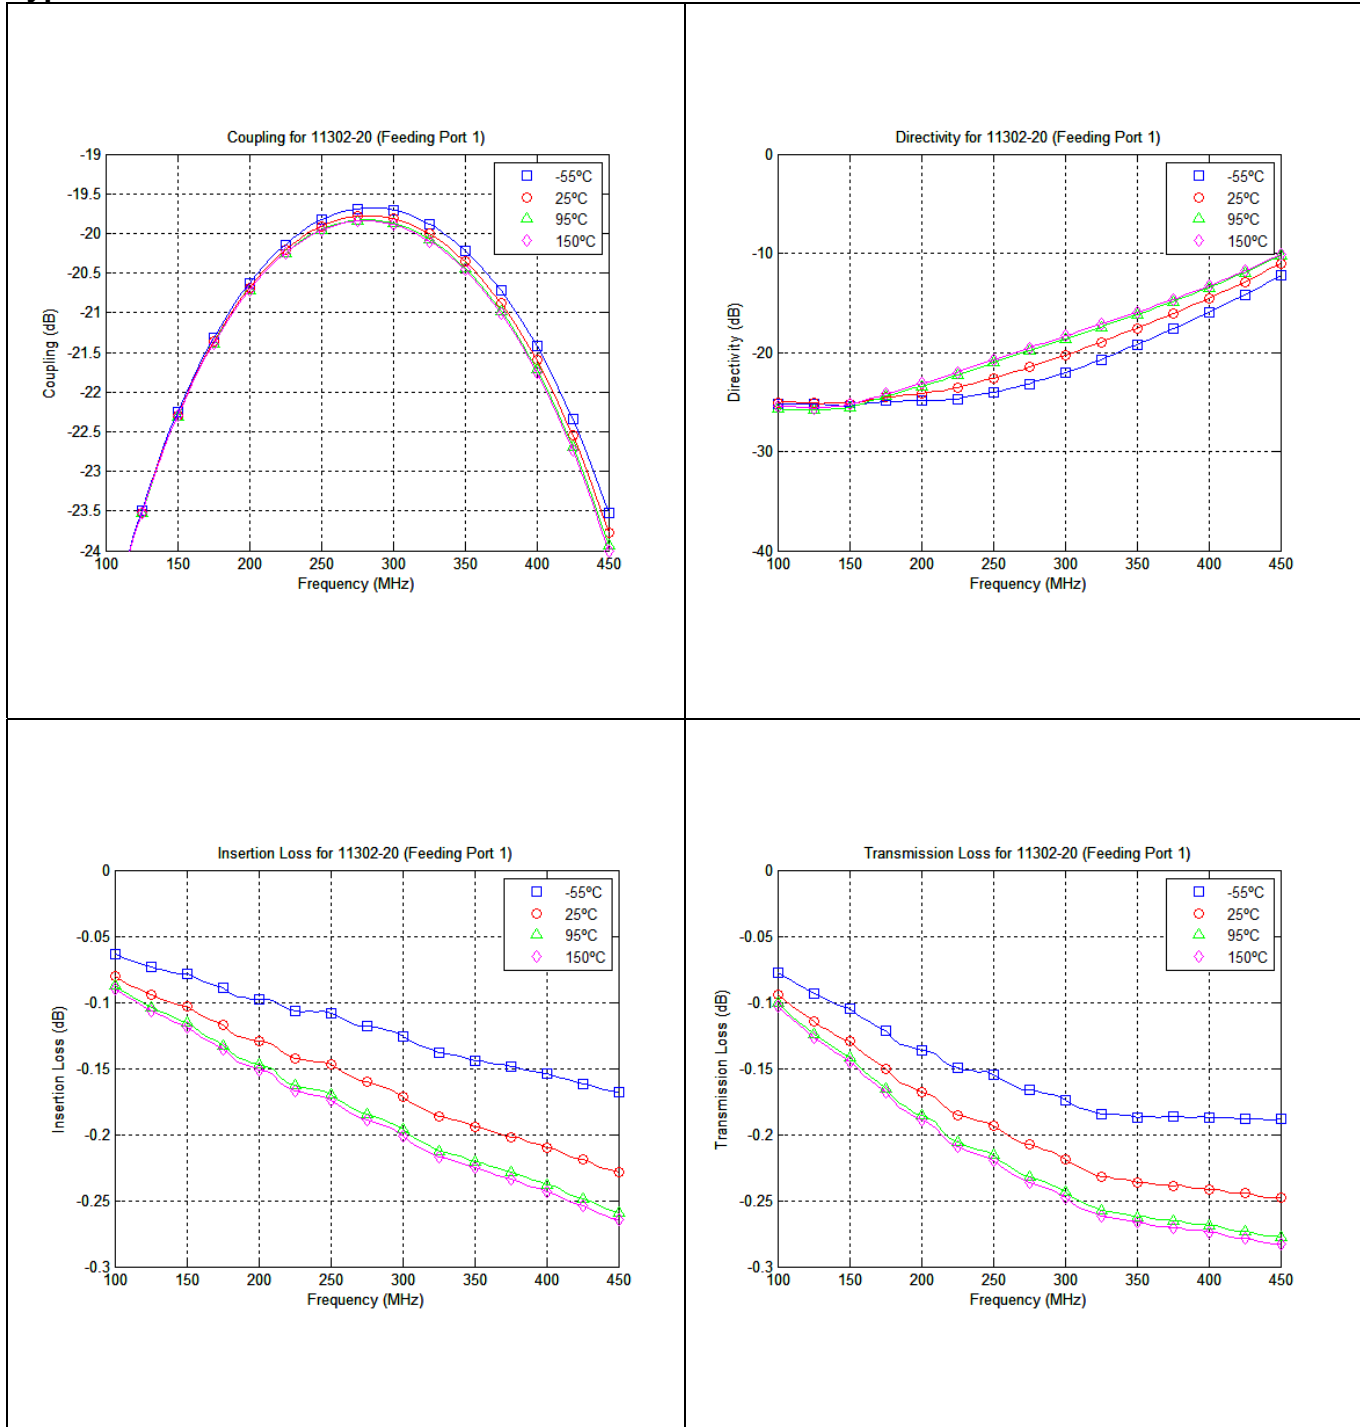 Coupling for 11302-20 (Feeding Port 1)
-19
-19.5
-20
-20.5
-21
-21.5
-22
-22.5
-23
-23.5
-24
Coupling (dB)
-55ºC
25ºC
95ºC
150ºC
100 150 200 250 300 350 400 450
Frequency (MHz)
Directivity for 11302-20 (Feeding Port 1)
0
-10
-20
-30
-40
Directivity (dB)
-55ºC
25ºC
95ºC
150ºC
100 150 200 250 300 350 400 450
Frequency (MHz)
Insertion Loss for 11302-20 (Feeding Port 1)
0
-0.05
-0.1
-0.15
-0.2
-0.25
-0.3
Insertion Loss (dB)
-55ºC
25ºC
95ºC
150ºC
100 150 200 250 300 350 400 450
Frequency (MHz)
Transmission Loss for 11302-20 (Feeding Port 1)
0
-0.05
-0.1
-0.15
-0.2
-0.25
-0.3
Transmission Loss (dB)
-55ºC
25ºC
95ºC
150ºC
100 150 200 250 300 350 400 450
Frequency (MHz)